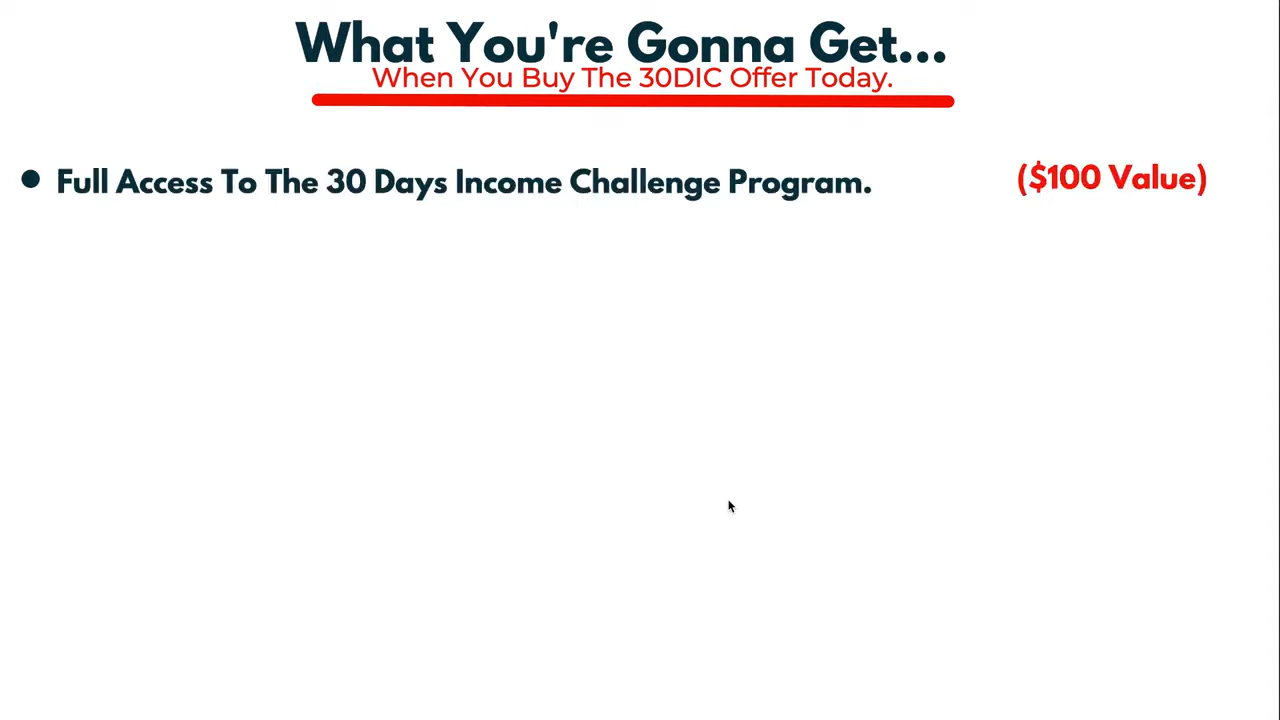 What You're Gonna Get...
When You Buy The 30DIC Offer Today.
● Full Access To The 30 Days Income Challenge Program. ($100 Value)